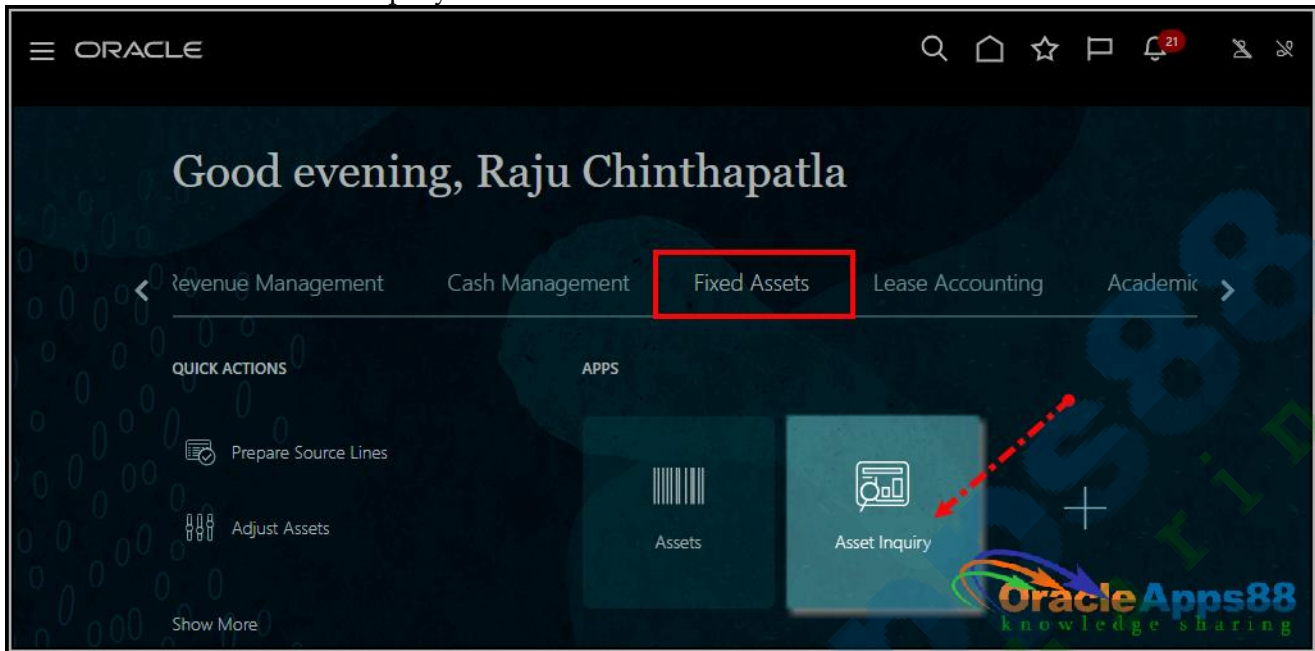 ORACLE
21
Good evening, Raju Chinthapatla
Revenue Management Cash Management Fixed Assets Lease Accounting Academic
QUICK ACTIONS APPS
Prepare Source Lines
Adjust Assets
Assets Asset Inquiry
Show More
OracleApps88
knowledge sharing